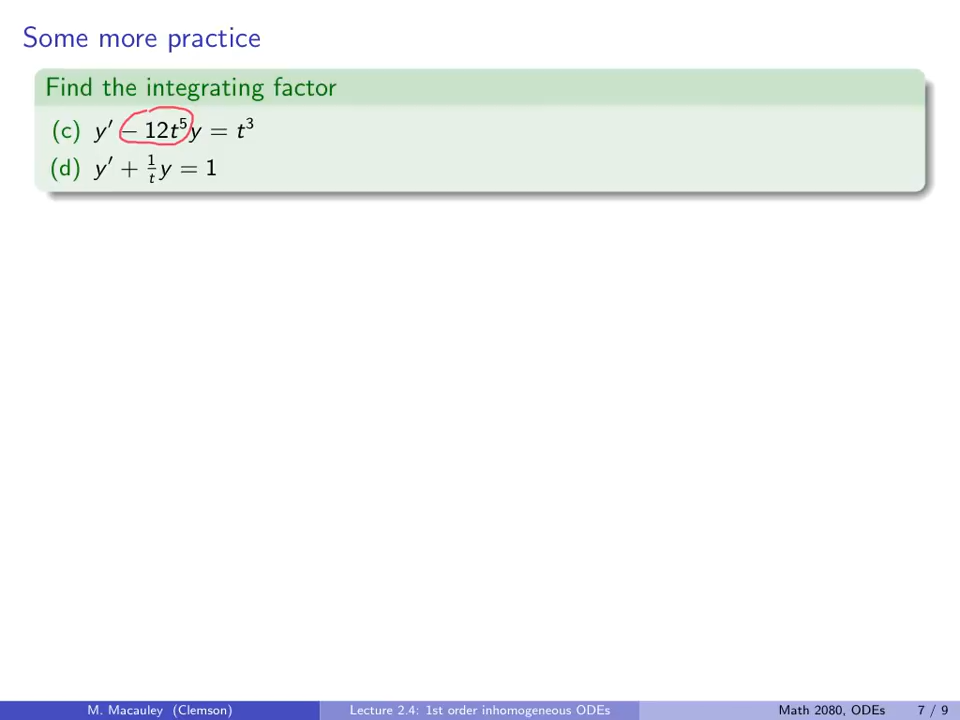 Some more practice
Find the integrating factor
(c) y′ − 12t⁵y = t³
(d) y′ + 1/t y = 1
M. Macauley (Clemson) Lecture 2.4: 1st order inhomogeneous ODEs Math 2080, ODEs 7 / 9